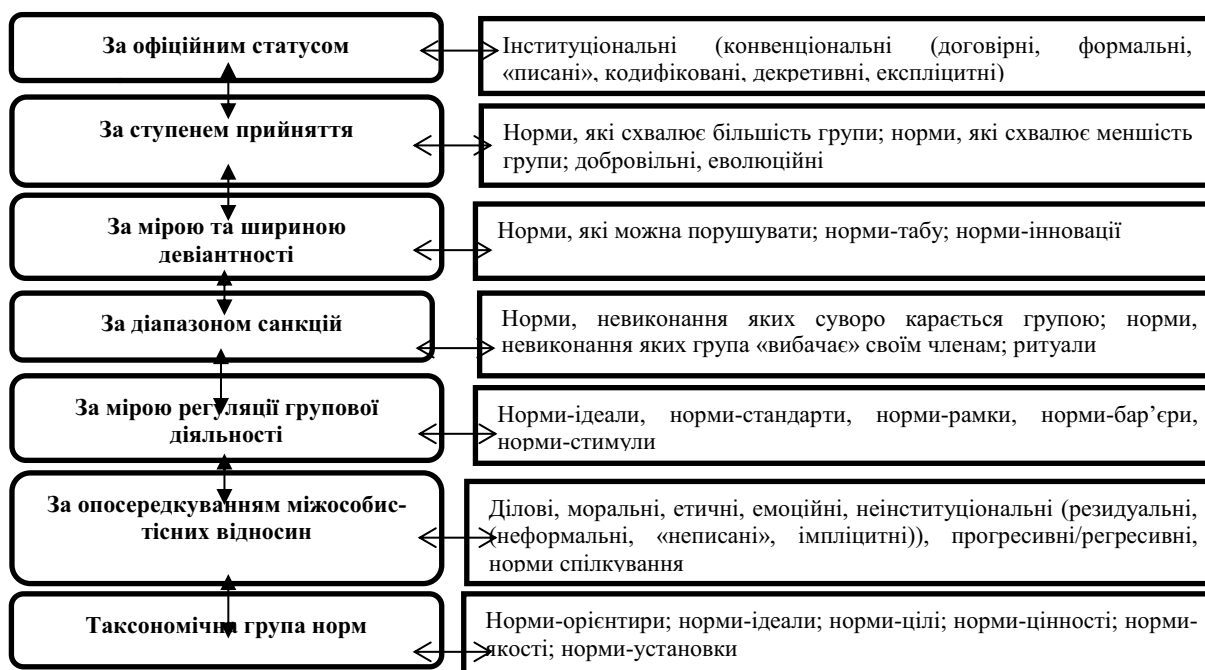 За офіційним статусом
Інституціональні (конвенціональні (договірні, формальні,
«писані», кодифіковані, декретивні, експліцитні)
За ступенем прийняття
Норми, які схвалює більшість групи; норми, які схвалює меншість
групи; добровільні, еволюційні
За мірою та шириною
девіантності
Норми, які можна порушувати; норми-табу; норми-інновації
За діапазоном санкцій
Норми, невиконання яких суворо карається групою; норми,
невиконання яких група «вибачає» своїм членам; ритуали
За мірою регуляції групової
діяльності
Норми-ідеали, норми-стандарти, норми-рамки, норми-бар’єри,
норми-стимули
За опосередкуванням міжособис-
тісних відносин
Ділові, моральні, етичні, емоційні, неінституціональні (резидуальні,
(неформальні, «неписані», імпліцитні)), прогресивні/регресивні,
норми спілкування
Таксономічна група норм
Норми-орієнтири; норми-ідеали; норми-цілі; норми-цінності; норми-
якості; норми-установки